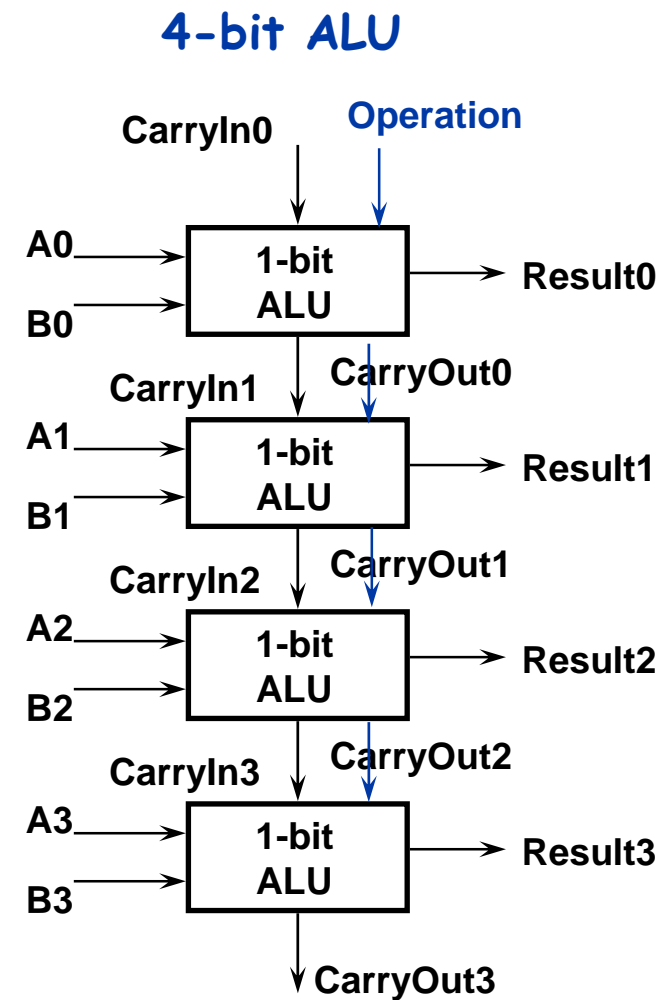 4-bit ALU
CarryIn0
Operation
A0
B0
1-bit
ALU
Result0
CarryIn1
CarryOut0
A1
B1
1-bit
ALU
Result1
CarryIn2
CarryOut1
A2
B2
1-bit
ALU
Result2
CarryIn3
CarryOut2
A3
B3
1-bit
ALU
Result3
CarryOut3